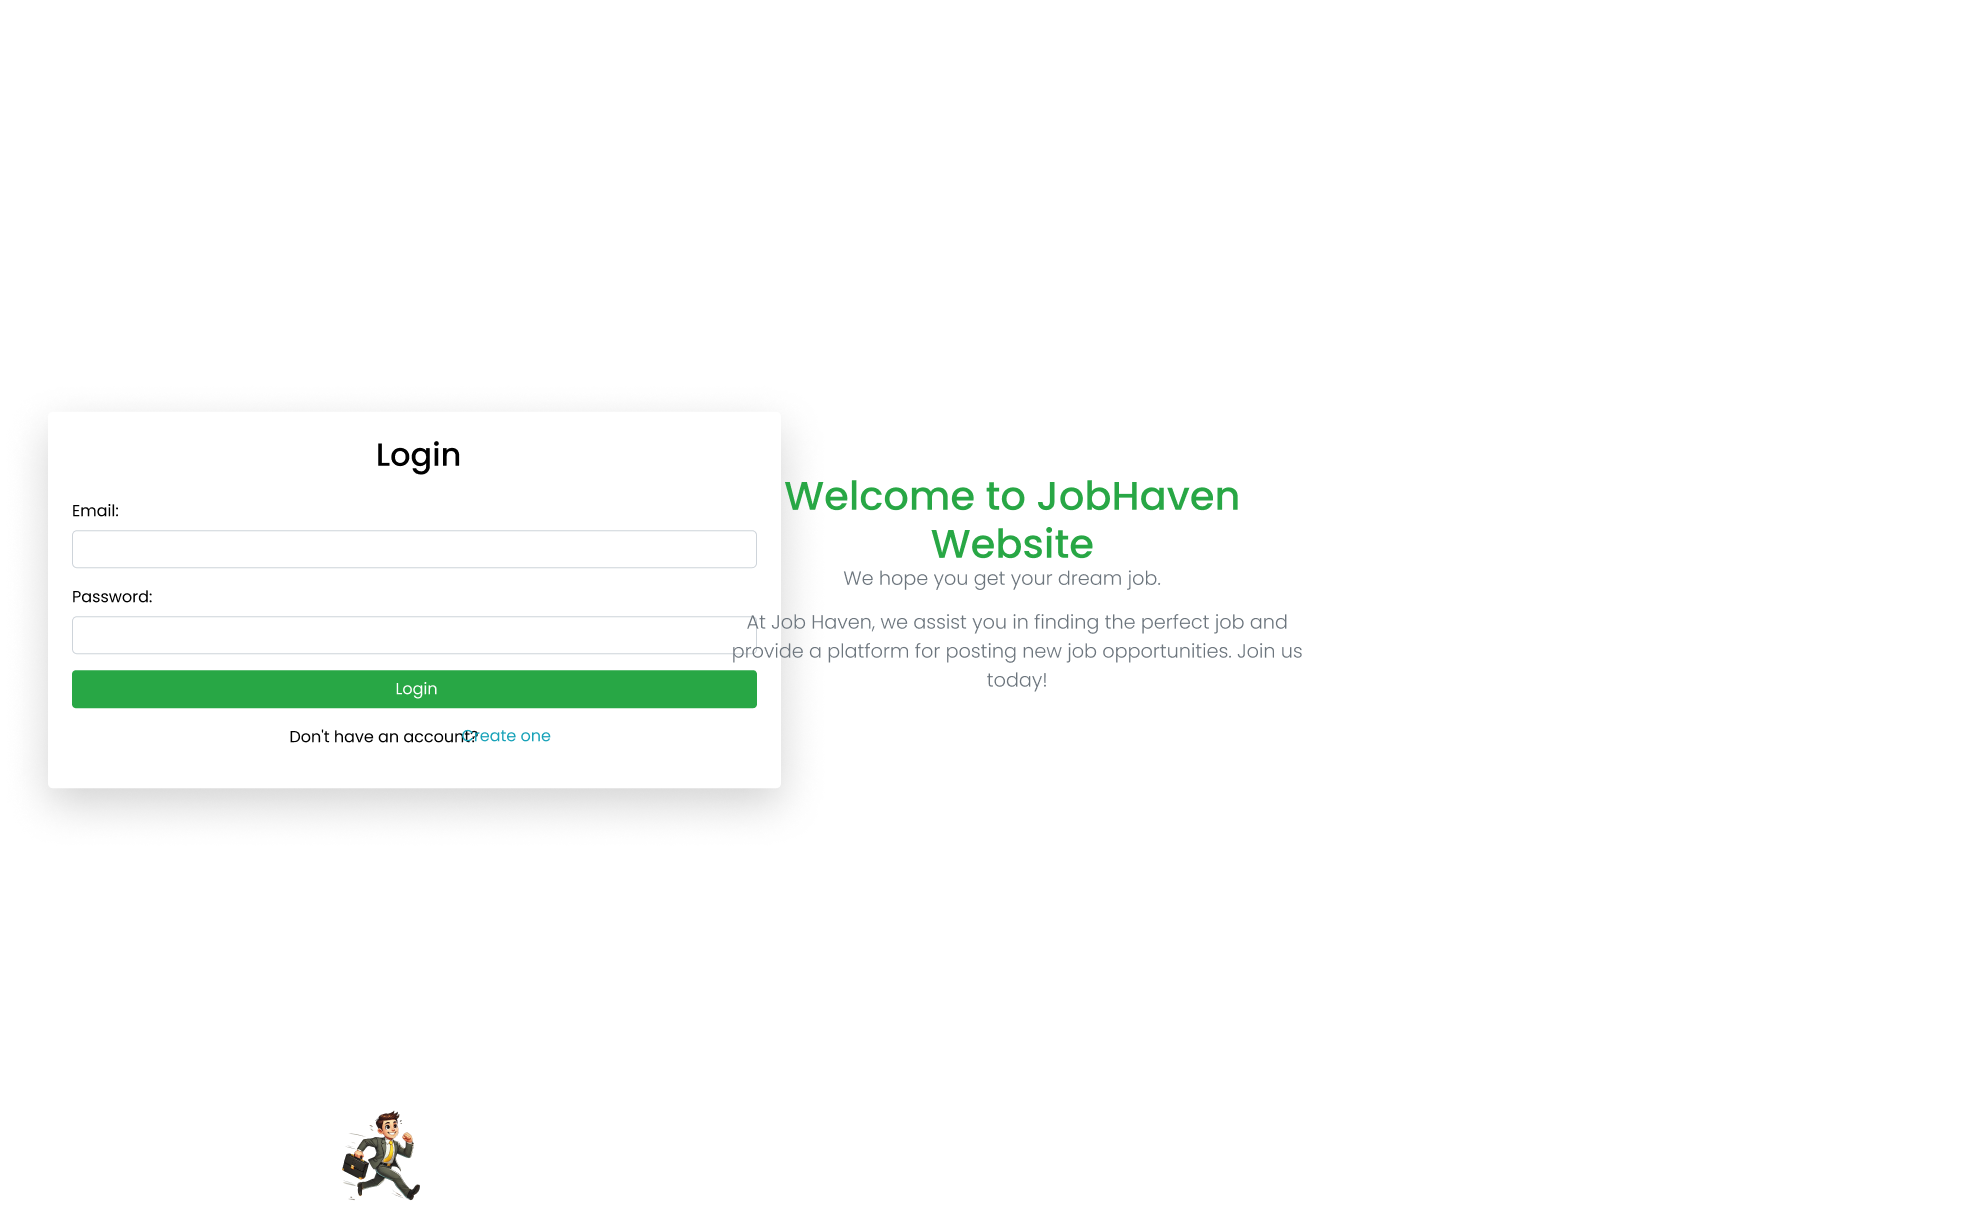 Login
Email:
Password:
Login
Don't have an account? Create one
Welcome to JobHaven
Website
We hope you get your dream job.
At Job Haven, we assist you in finding the perfect job and
provide a platform for posting new job opportunities. Join us
today!